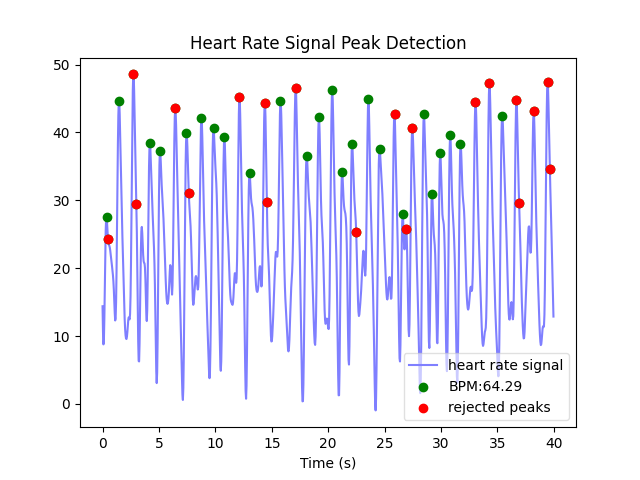 Heart Rate Signal Peak Detection
50
40
30
20
10
0
heart rate signal
BPM:64.29
rejected peaks
0 5 10 15 20 25 30 35 40
Time (s)